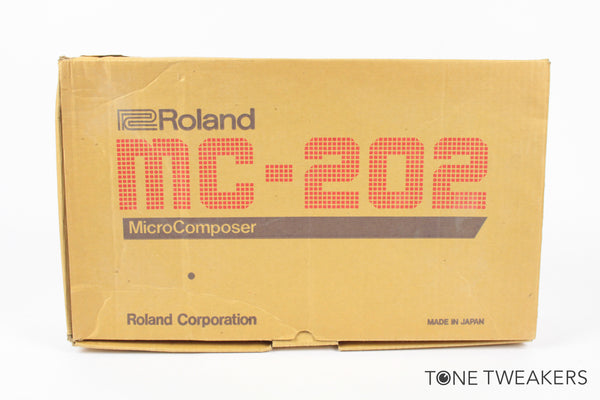 Roland
MC-202
MicroComposer
Roland Corporation
MADE IN JAPAN
TONE TWEAKERS